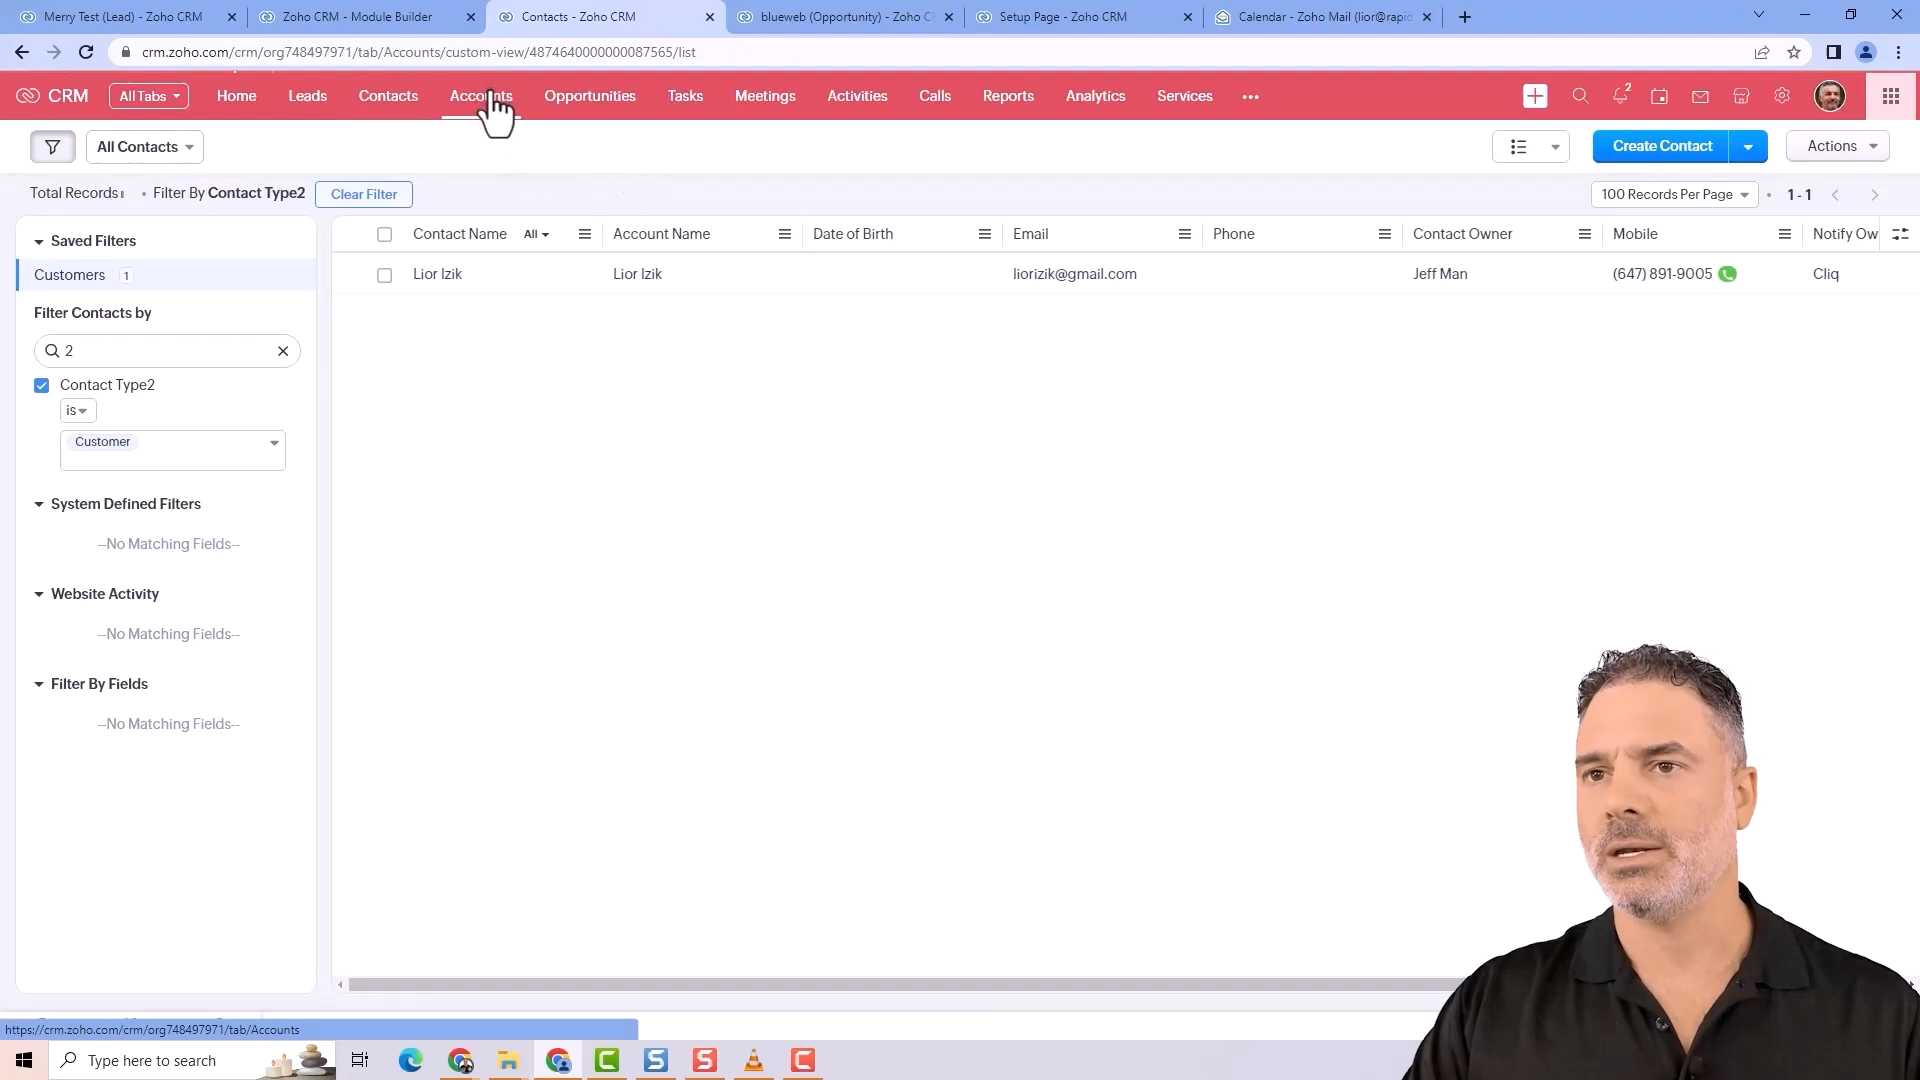 Merry Test (Lead) - Zoho CRM
Zoho CRM - Module Builder
Contacts - Zoho CRM
blueweb (Opportunity) - Zoho C
Setup Page - Zoho CRM
Calendar - Zoho Mail (lior@rapid
crm.zoho.com/crm/org748497971/tab/Accounts/custom-view/4874640000000087565/list
CRM
All Tabs
Home
Leads
Contacts
Accounts
Opportunities
Tasks
Meetings
Activities
Calls
Reports
Analytics
Services
2
All Contacts
Create Contact
Actions
Total Records
Filter By Contact Type2
Clear Filter
100 Records Per Page
1 - 1
Saved Filters
Customers 1
Filter Contacts by
2
Contact Type2
is
Customer
System Defined Filters
--No Matching Fields--
Website Activity
--No Matching Fields--
Filter By Fields
--No Matching Fields--
Contact Name All
Account Name
Date of Birth
Email
Phone
Contact Owner
Mobile
Notify Ow
Lior Izik
Lior Izik
liorizik@gmail.com
Jeff Man
(647) 891-9005
Cliq
https://crm.zoho.com/crm/org748497971/tab/Accounts
Type here to search